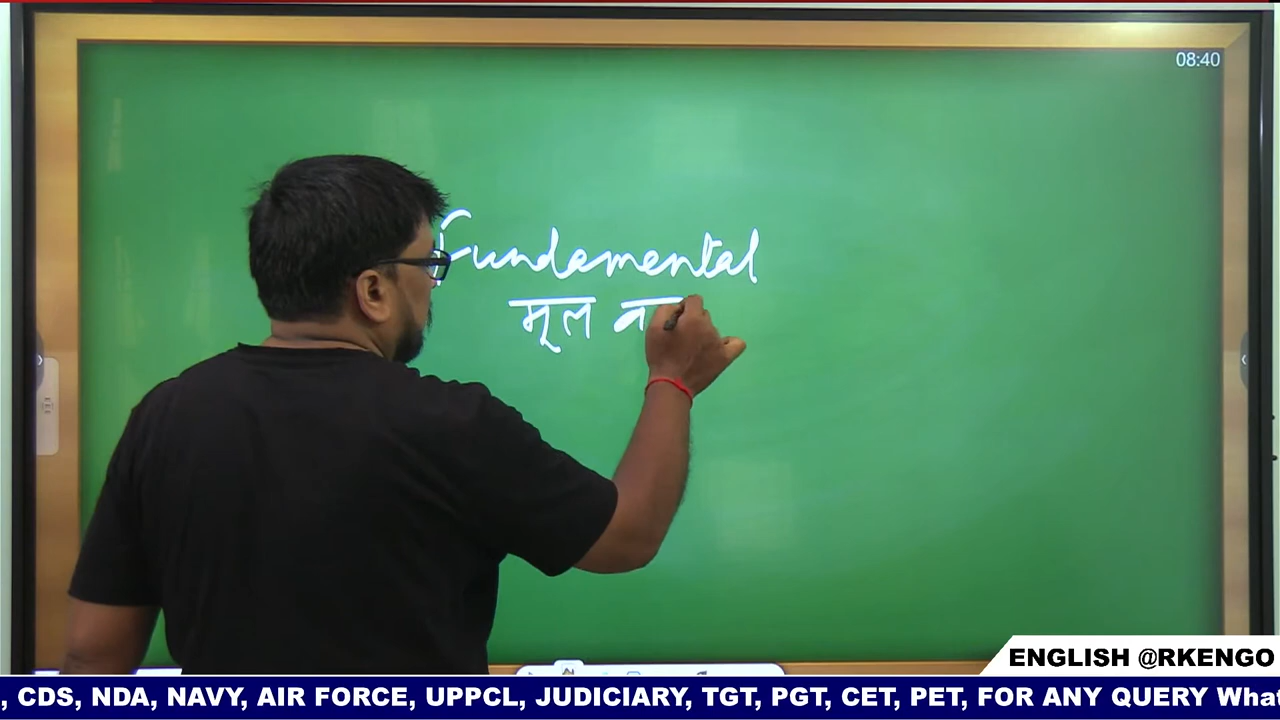 08:40
Fundamental
मूल
ENGLISH @RKENGO
, CDS, NDA, NAVY, AIR FORCE, UPPCL, JUDICIARY, TGT, PGT, CET, PET, FOR ANY QUERY What